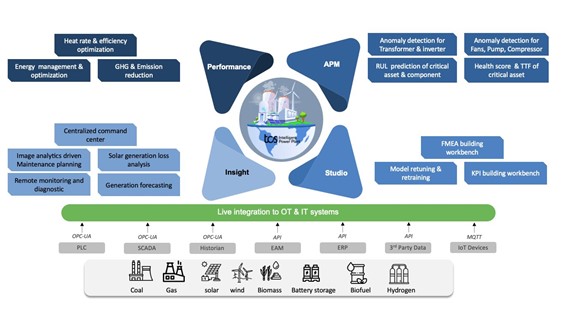 Heat rate & efficiency
optimization
Energy management &
optimization
GHG & Emission
reduction
Performance
APM
Anomaly detection for
Transformer & inverter
Anomaly detection for
Fans, Pump, Compressor
RUL prediction of critical
asset & component
Health score & TTF of
critical asset
tcs Intelligent
Power Plant
Centralized command
center
Image analytics driven
Maintenance planning
Solar generation loss
analysis
Remote monitoring and
diagnostic
Generation forecasting
Insight
Studio
FMEA building
workbench
Model retuning &
retraining
KPI building workbench
Live integration to OT & IT systems
OPC-UA
OPC-UA
OPC-UA
API
API
API
MQTT
PLC
SCADA
Historian
EAM
ERP
3rd Party Data
IoT Devices
Coal
Gas
solar
wind
Biomass
Battery storage
Biofuel
Hydrogen